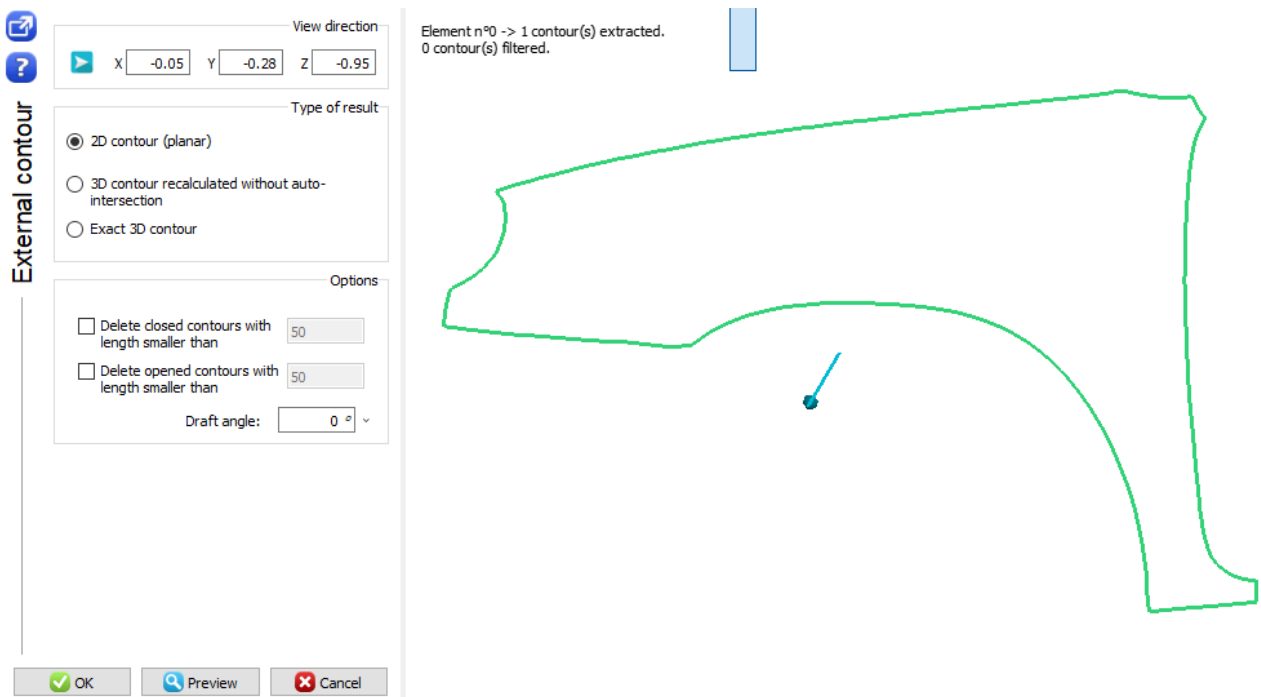 External contour
?
View direction
X -0.05 Y -0.28 Z -0.95
Type of result
2D contour (planar)
3D contour recalculated without auto-
intersection
Exact 3D contour
Options
Delete closed contours with
length smaller than
50
Delete opened contours with
length smaller than
50
Draft angle: 0 °
OK Preview Cancel
Element n°0 -> 1 contour(s) extracted.
0 contour(s) filtered.